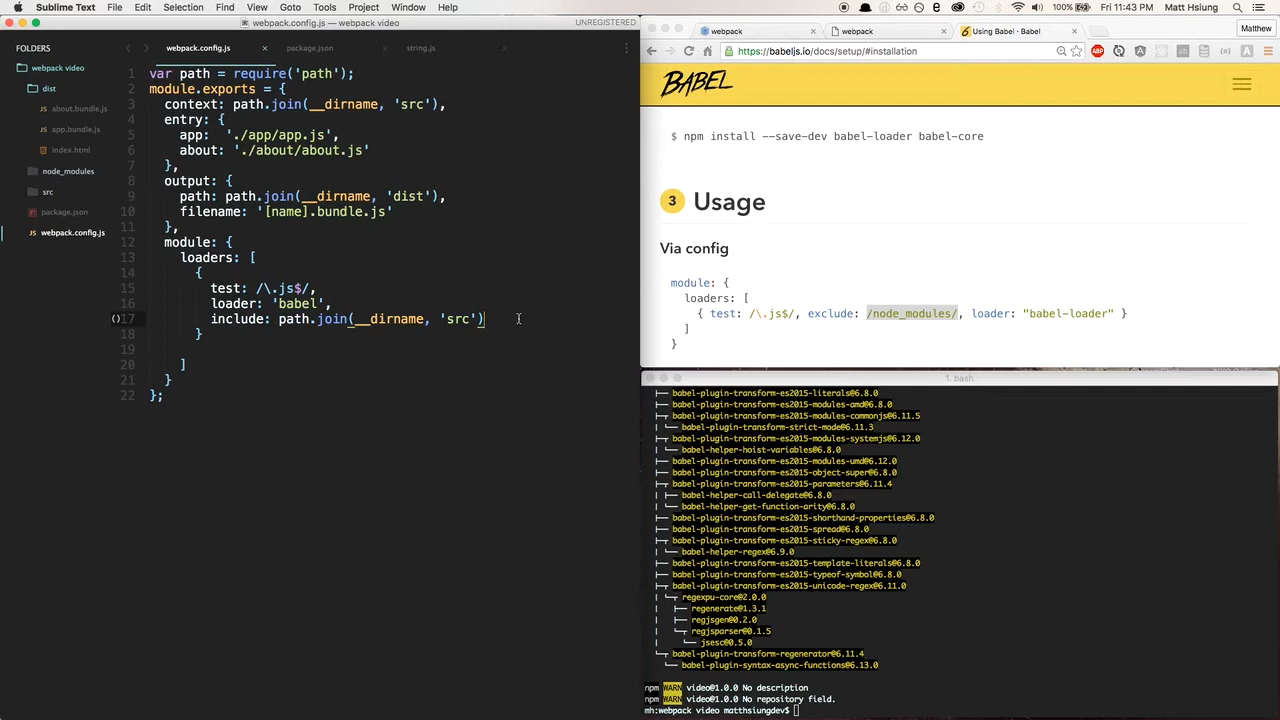 Sublime Text File Edit Selection Find View Goto Tools Project Window Help
100% Fri 11:43 PM Matt Hsiung
webpack.config.js — webpack video
UNREGISTERED
FOLDERS
webpack video
dist
about.bundle.js
app.bundle.js
index.html
node_modules
src
package.json
webpack.config.js
webpack.config.js package.json string.js
1 var path = require('path');
2 module.exports = {
3 context: path.join(__dirname, 'src'),
4 entry: {
5 app: './app/app.js',
6 about: './about/about.js'
7 },
8 output: {
9 path: path.join(__dirname, 'dist'),
10 filename: '[name].bundle.js'
11 },
12 module: {
13 loaders: [
14 {
15 test: /\.js$/,
16 loader: 'babel',
17 include: path.join(__dirname, 'src')
18 }
19
20 ]
21 }
22 };
webpack webpack Using Babel · Babel Matthew
https://babeljs.io/docs/setup/#installation
BABEL
$ npm install --save-dev babel-loader babel-core
3 Usage
Via config
module: {
loaders: [
{ test: /\.js$/, exclude: /node_modules/, loader: "babel-loader" }
]
}
1. bash
├── babel-plugin-transform-es2015-literals@6.8.0
├── babel-plugin-transform-es2015-modules-amd@6.8.0
├─┬ babel-plugin-transform-es2015-modules-commonjs@6.11.5
│ └── babel-plugin-transform-strict-mode@6.11.3
├─┬ babel-plugin-transform-es2015-modules-systemjs@6.12.0
│ └── babel-helper-hoist-variables@6.8.0
├── babel-plugin-transform-es2015-modules-umd@6.12.0
├── babel-plugin-transform-es2015-object-super@6.8.0
├─┬ babel-plugin-transform-es2015-parameters@6.11.4
│ ├── babel-helper-call-delegate@6.8.0
│ └── babel-helper-get-function-arity@6.8.0
├── babel-plugin-transform-es2015-shorthand-properties@6.8.0
├── babel-plugin-transform-es2015-spread@6.8.0
├─┬ babel-plugin-transform-es2015-sticky-regex@6.8.0
│ └── babel-helper-regex@6.9.0
├── babel-plugin-transform-es2015-template-literals@6.8.0
├── babel-plugin-transform-es2015-typeof-symbol@6.8.0
├─┬ babel-plugin-transform-es2015-unicode-regex@6.11.0
│ └─┬ regexpu-core@2.0.0
│ ├── regenerate@1.3.1
│ ├── regjsgen@0.2.0
│ └─┬ regjsparser@0.1.5
│ └── jsesc@0.5.0
└─┬ babel-plugin-transform-regenerator@6.11.4
└── babel-plugin-syntax-async-functions@6.13.0
npm WARN video@1.0.0 No description
npm WARN video@1.0.0 No repository field.
mh:webpack video matthsiungdev$